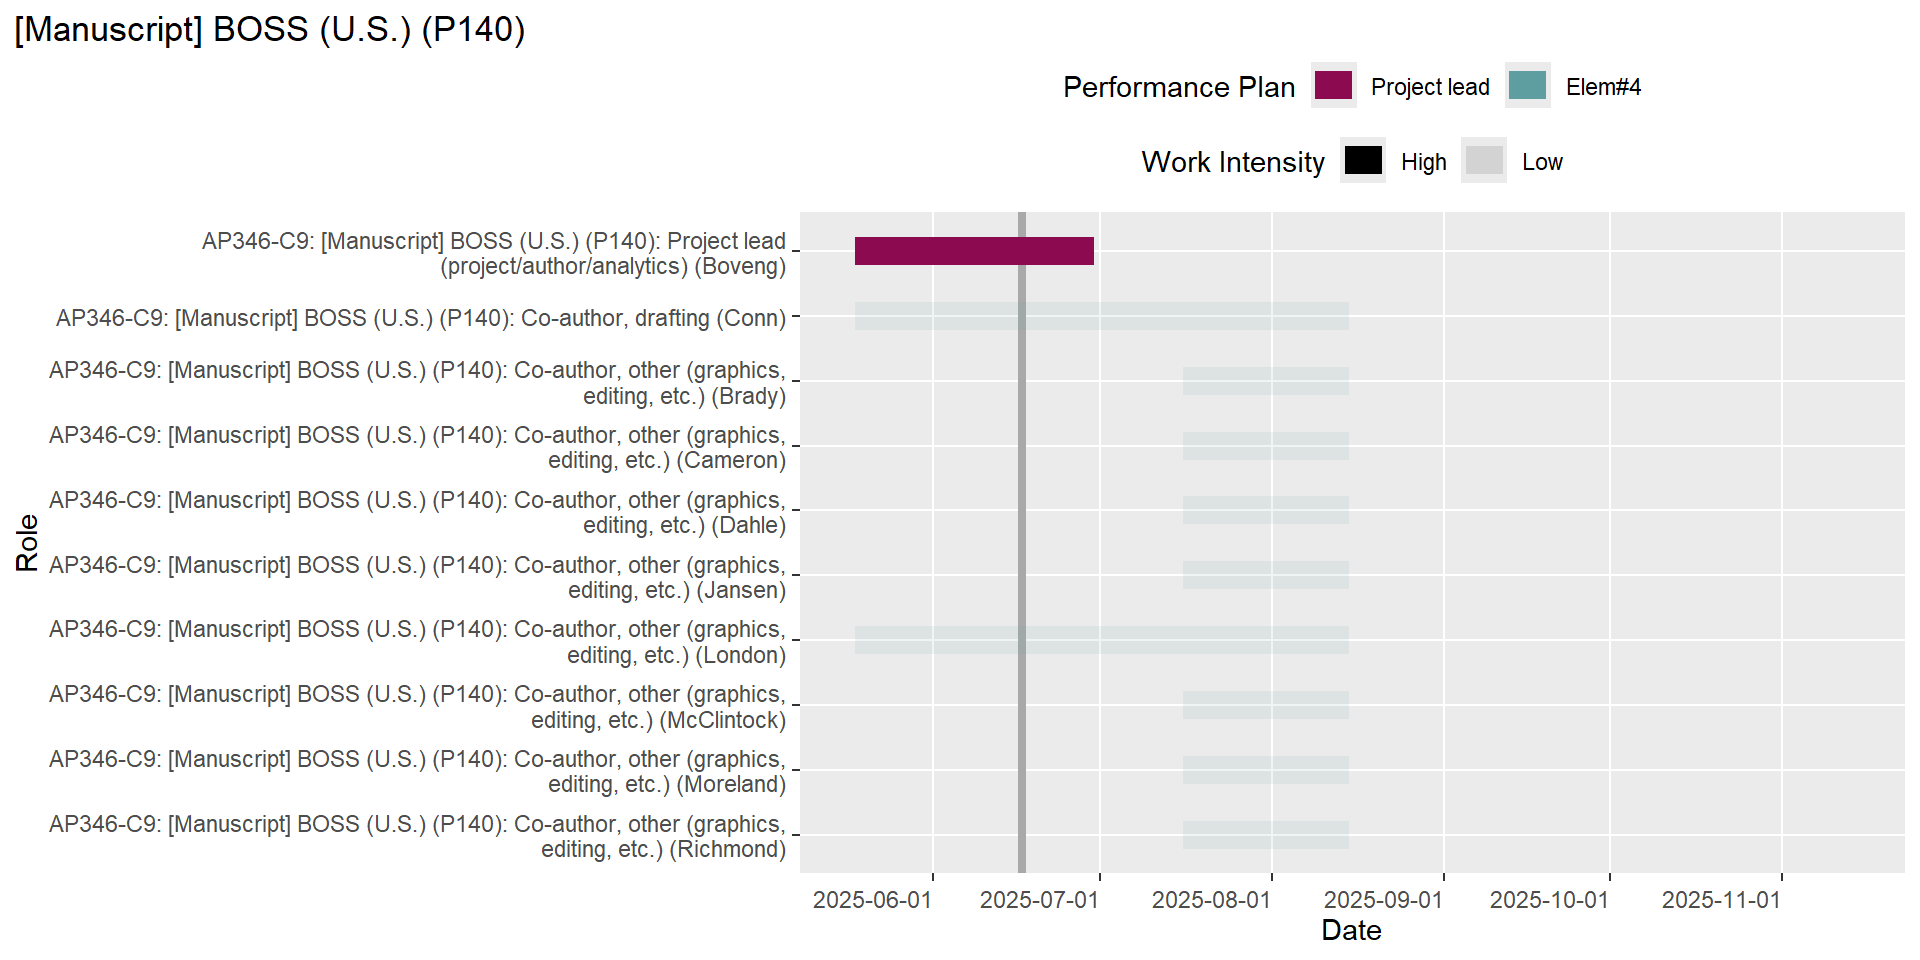 [Manuscript] BOSS (U.S.) (P140)
Performance Plan Project lead Elem#4
Work Intensity High Low
AP346-C9: [Manuscript] BOSS (U.S.) (P140): Project lead
(project/author/analytics) (Boveng)
AP346-C9: [Manuscript] BOSS (U.S.) (P140): Co-author, drafting (Conn)
AP346-C9: [Manuscript] BOSS (U.S.) (P140): Co-author, other (graphics,
editing, etc.) (Brady)
AP346-C9: [Manuscript] BOSS (U.S.) (P140): Co-author, other (graphics,
editing, etc.) (Cameron)
AP346-C9: [Manuscript] BOSS (U.S.) (P140): Co-author, other (graphics,
editing, etc.) (Dahle)
AP346-C9: [Manuscript] BOSS (U.S.) (P140): Co-author, other (graphics,
editing, etc.) (Jansen)
AP346-C9: [Manuscript] BOSS (U.S.) (P140): Co-author, other (graphics,
editing, etc.) (London)
AP346-C9: [Manuscript] BOSS (U.S.) (P140): Co-author, other (graphics,
editing, etc.) (McClintock)
AP346-C9: [Manuscript] BOSS (U.S.) (P140): Co-author, other (graphics,
editing, etc.) (Moreland)
AP346-C9: [Manuscript] BOSS (U.S.) (P140): Co-author, other (graphics,
editing, etc.) (Richmond)
Role
2025-06-01 2025-07-01 2025-08-01 2025-09-01 2025-10-01 2025-11-01
Date